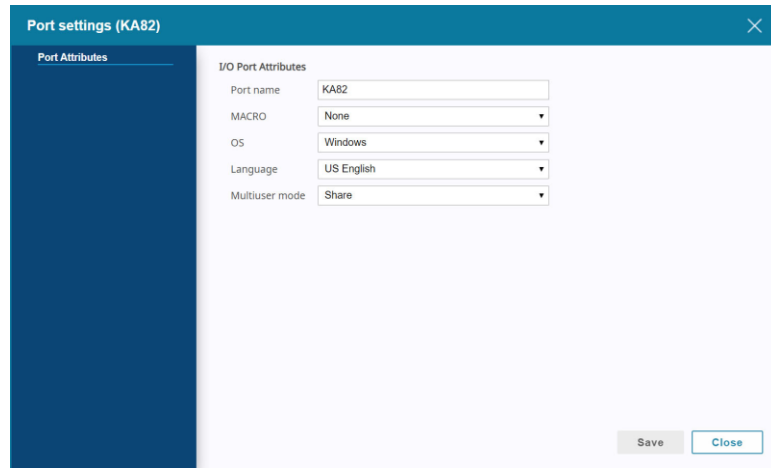 Port settings (KA82)
Port Attributes
I/O Port Attributes
Port name KA82
MACRO None
OS Windows
Language US English
Multiuser mode Share
Save Close